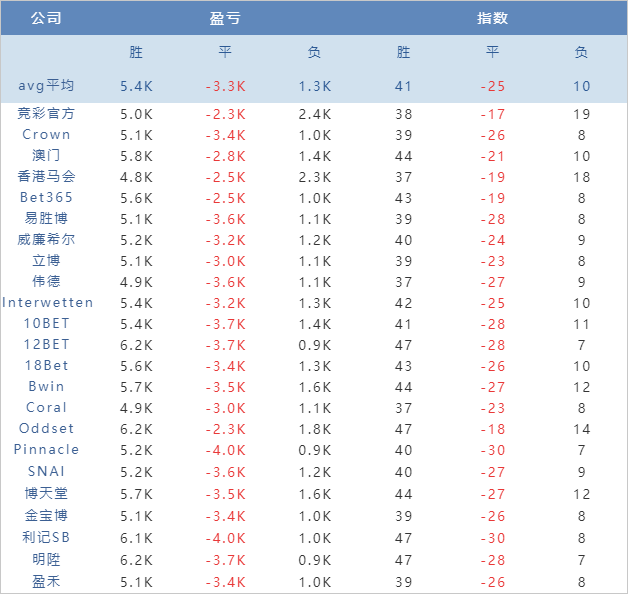 公司 盈亏 指数
胜 平 负 胜 平 负
avg平均 5.4K -3.3K 1.3K 41 -25 10
竞彩官方 5.0K -2.3K 2.4K 38 -17 19
Crown 5.1K -3.4K 1.0K 39 -26 8
澳门 5.8K -2.8K 1.4K 44 -21 10
香港马会 4.8K -2.5K 2.3K 37 -19 18
Bet365 5.6K -2.5K 1.0K 43 -19 8
易胜博 5.1K -3.6K 1.1K 39 -28 8
威廉希尔 5.2K -3.2K 1.2K 40 -24 9
立博 5.1K -3.0K 1.1K 39 -23 8
伟德 4.9K -3.6K 1.1K 37 -27 9
Interwetten 5.4K -3.2K 1.3K 42 -25 10
10BET 5.4K -3.7K 1.4K 41 -28 11
12BET 6.2K -3.7K 0.9K 47 -28 7
18Bet 5.6K -3.4K 1.3K 43 -26 10
Bwin 5.7K -3.5K 1.6K 44 -27 12
Coral 4.9K -3.0K 1.1K 37 -23 8
Oddset 6.2K -2.3K 1.8K 47 -18 14
Pinnacle 5.2K -4.0K 0.9K 40 -30 7
SNAI 5.2K -3.6K 1.2K 40 -27 9
博天堂 5.7K -3.5K 1.6K 44 -27 12
金宝博 5.1K -3.4K 1.0K 39 -26 8
利记SB 6.1K -4.0K 1.0K 47 -30 8
明陞 6.2K -3.7K 0.9K 47 -28 7
盈禾 5.1K -3.4K 1.0K 39 -26 8